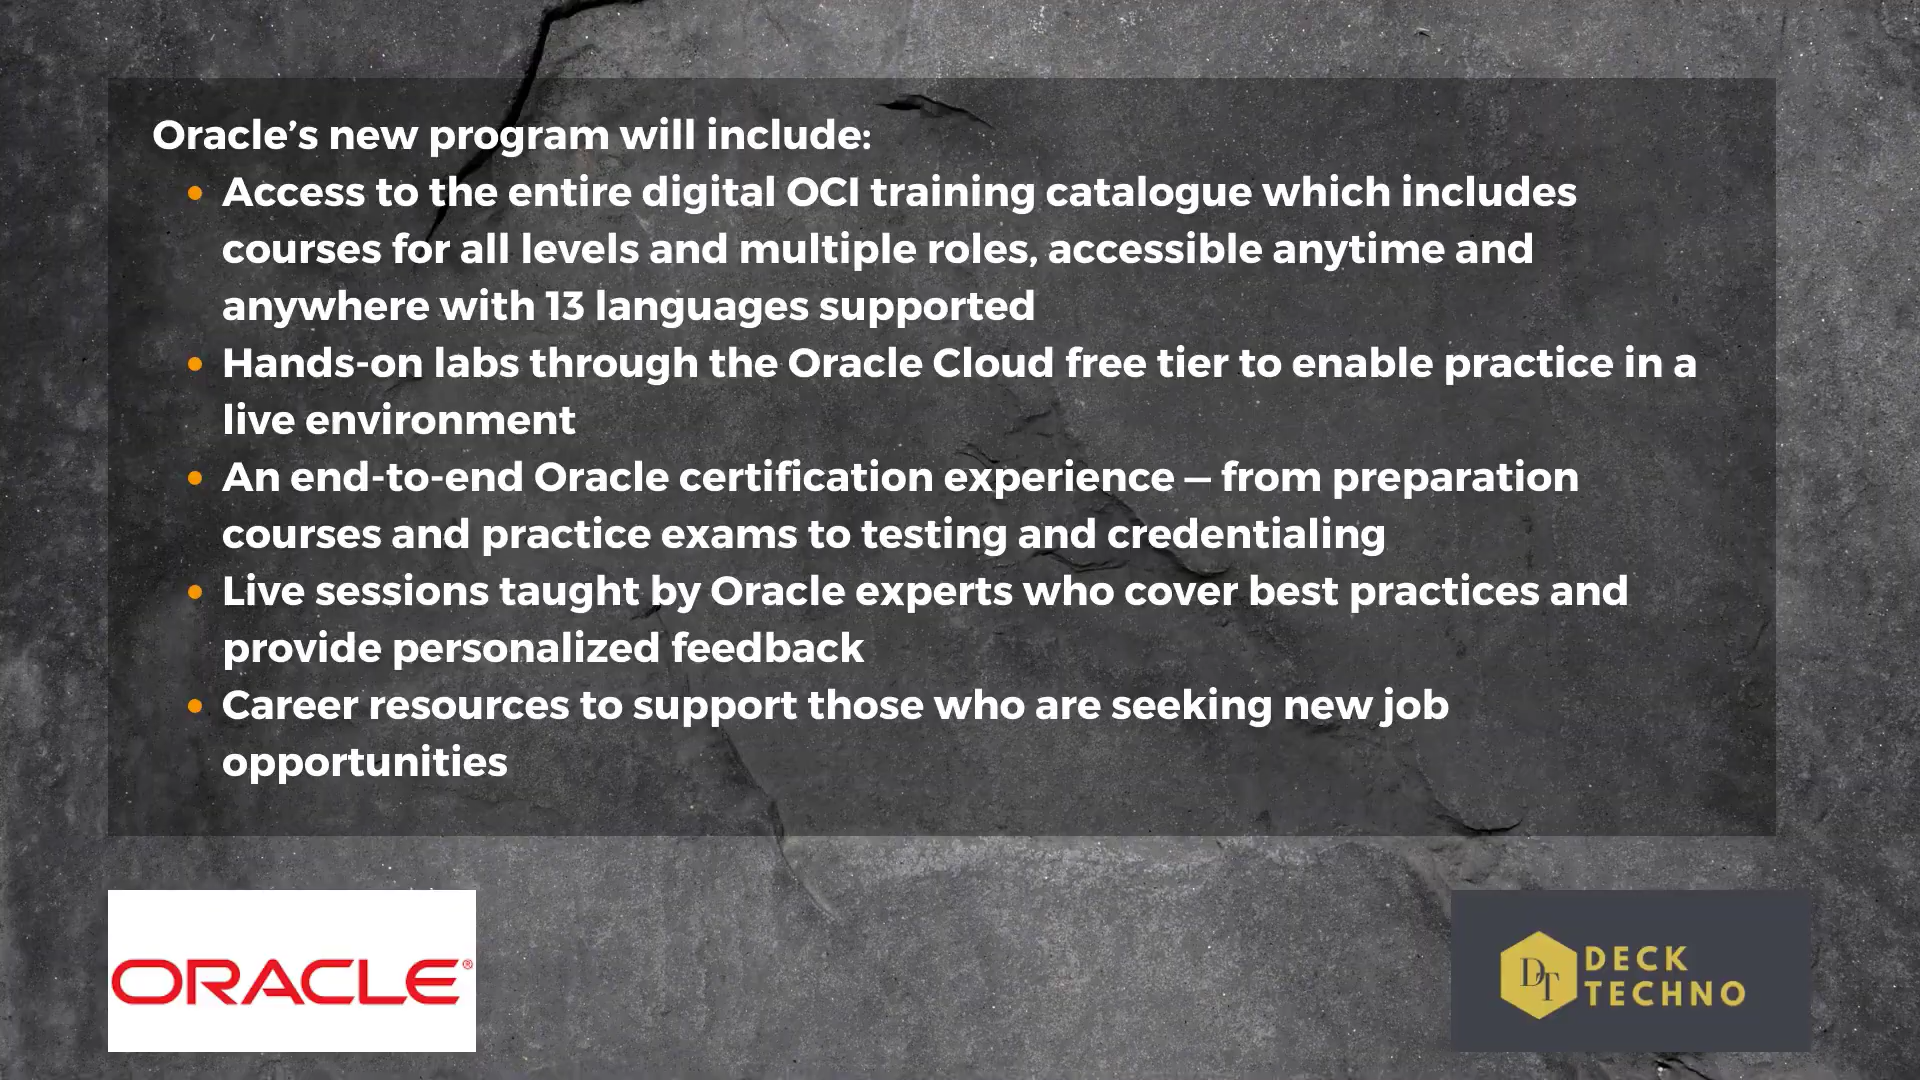 Oracle’s new program will include:
• Access to the entire digital OCI training catalogue which includes
courses for all levels and multiple roles, accessible anytime and
anywhere with 13 languages supported
• Hands-on labs through the Oracle Cloud free tier to enable practice in a
live environment
• An end-to-end Oracle certification experience — from preparation
courses and practice exams to testing and credentialing
• Live sessions taught by Oracle experts who cover best practices and
provide personalized feedback
• Career resources to support those who are seeking new job
opportunities
ORACLE®
DT
DECK
TECHNO